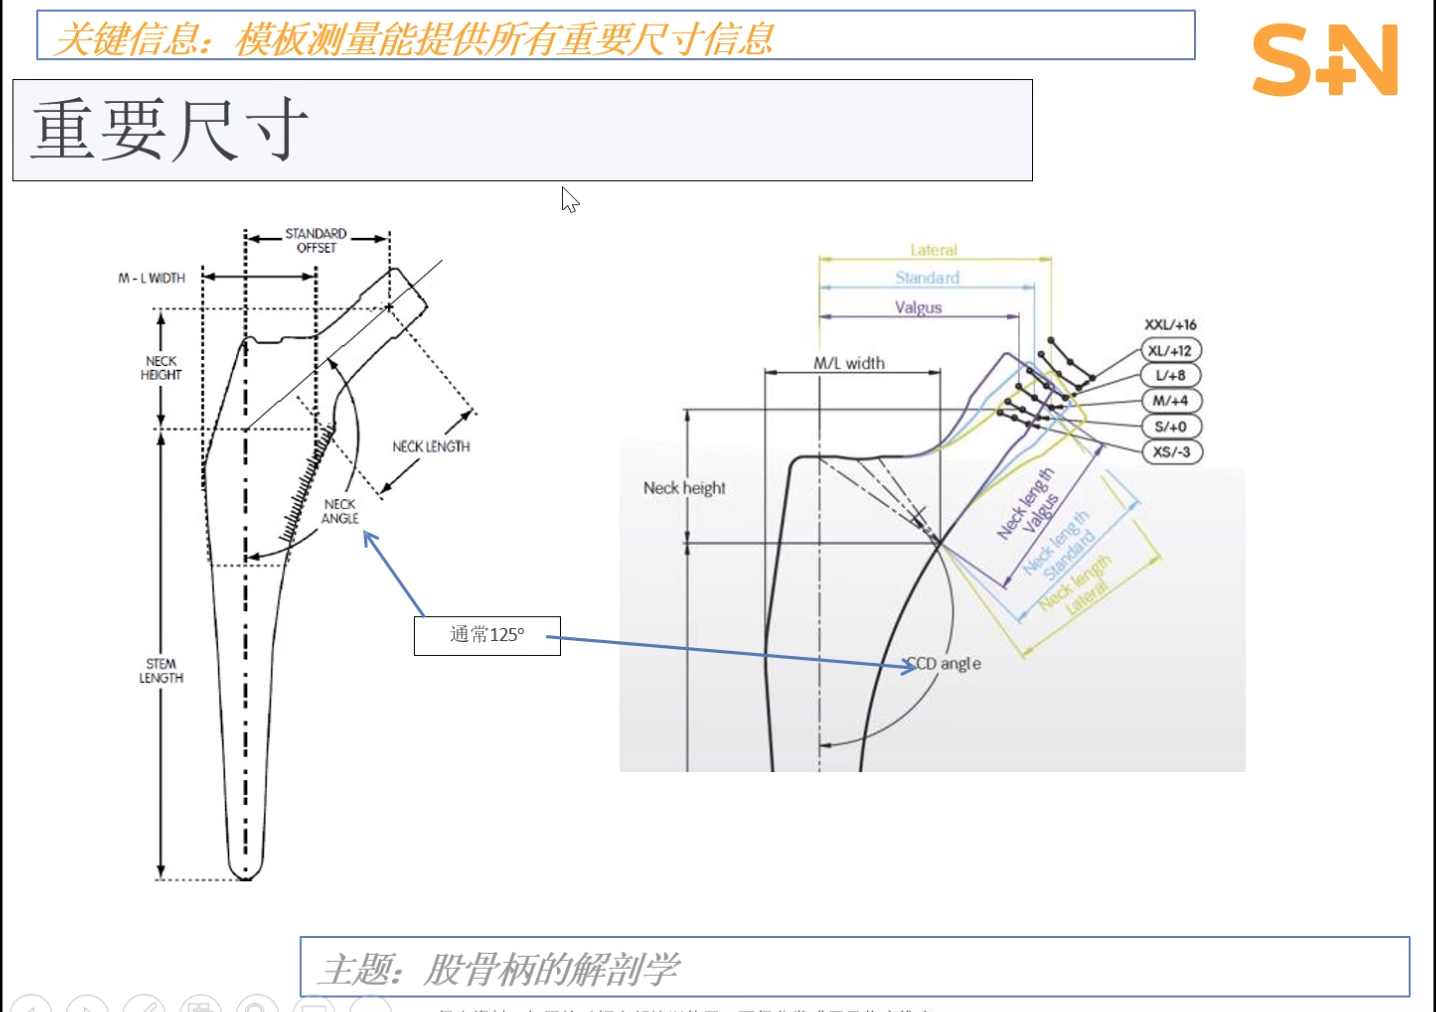 关键信息：模板测量能提供所有重要尺寸信息
S+N
重要尺寸
STANDARD
OFFSET
M - L WIDTH
NECK
HEIGHT
NECK LENGTH
NECK
ANGLE
STEM
LENGTH
通常125°
Lateral
Standard
Valgus
M/L width
XXL/+16
XL/+12
L/+8
M/+4
S/+0
XS/-3
Neck height
Neck length
Valgus
Neck length
Standard
Neck length
Lateral
CCD angle
主题：股骨柄的解剖学